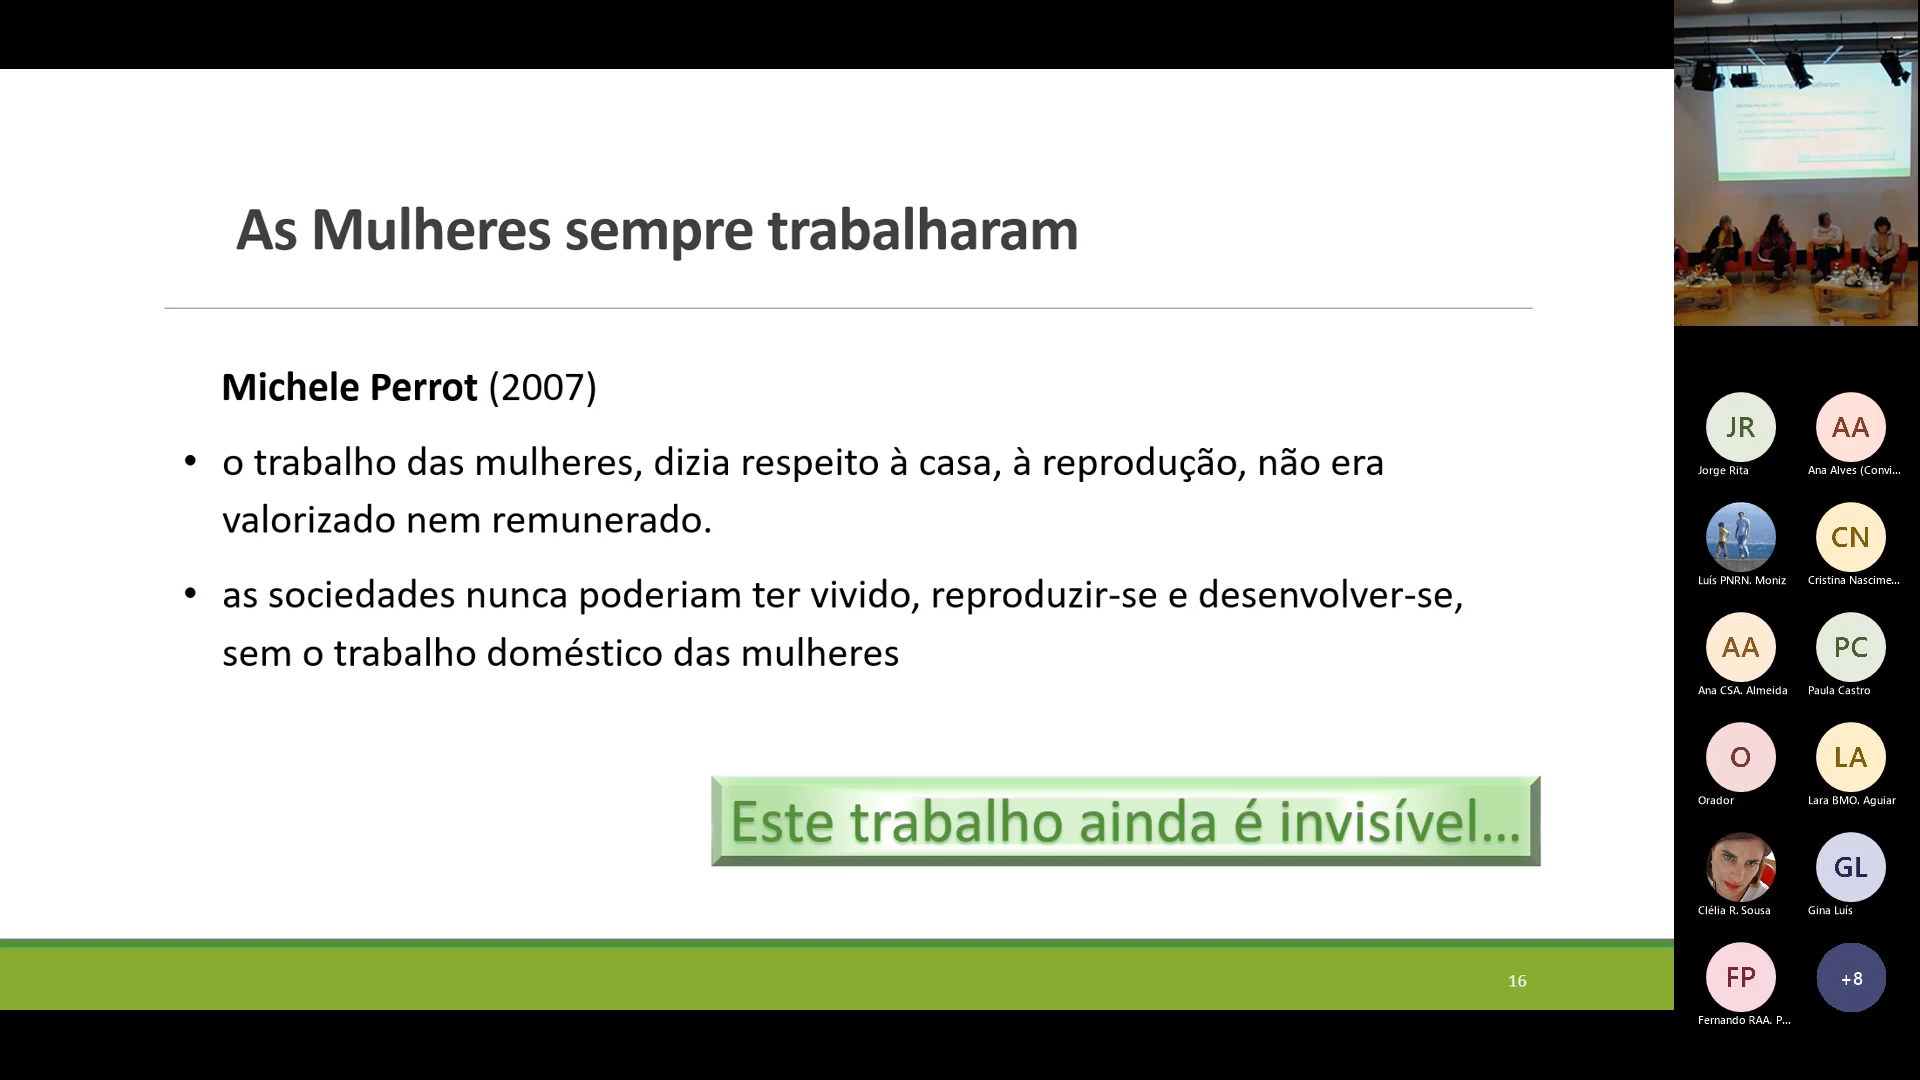 As Mulheres sempre trabalharam
Michele Perrot (2007)
• o trabalho das mulheres, dizia respeito à casa, à reprodução, não era
valorizado nem remunerado.
• as sociedades nunca poderiam ter vivido, reproduzir-se e desenvolver-se,
sem o trabalho doméstico das mulheres
Este trabalho ainda é invisível...
16
JR
AA
Jorge Rita
Ana Alves (Convi...
CN
Luís PNRN. Moniz
Cristina Nascime...
AA
PC
Ana CSA. Almeida
Paula Castro
O
LA
Orador
Lara BMO. Aguiar
GL
Clélia R. Sousa
Gina Luís
FP
+8
Fernando RAA. P...